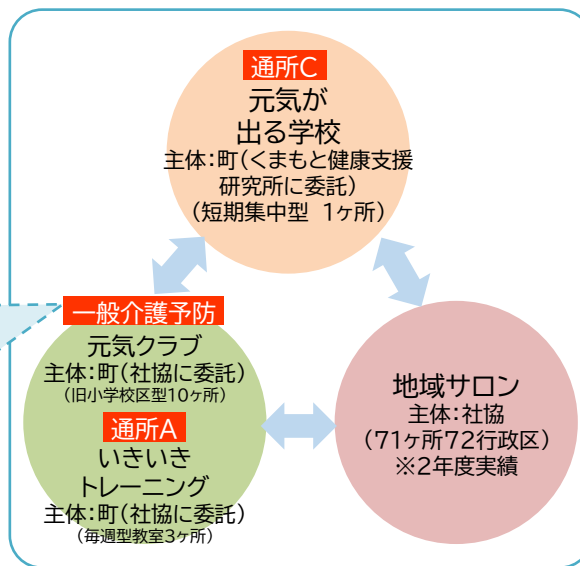 通所C
元気が
出る学校
主体:町(くまもと健康支援
研究所に委託)
(短期集中型 1ヶ所)
一般介護予防
元気クラブ
主体:町(社協に委託)
(旧小学校区型10ヶ所)
通所A
いきいき
トレーニング
主体:町(社協に委託)
(毎週型教室3ヶ所)
地域サロン
主体:社協
(71ヶ所72行政区)
※2年度実績